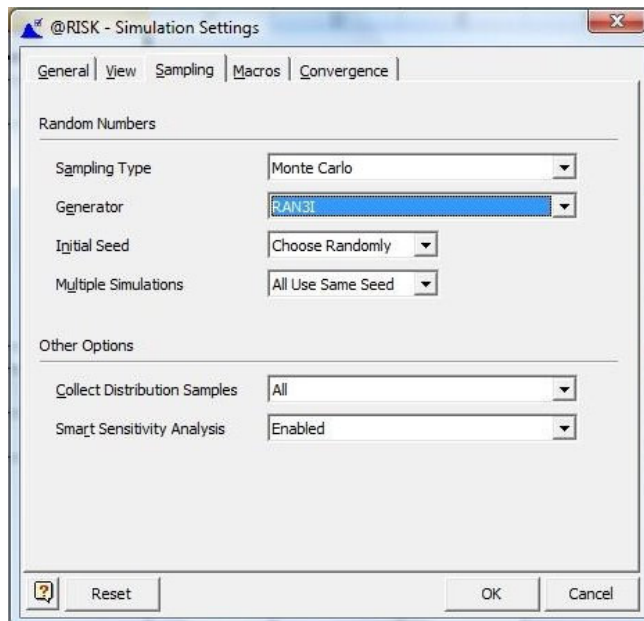 @RISK - Simulation Settings
General View Sampling Macros Convergence
Random Numbers
Sampling Type Monte Carlo
Generator RAN3I
Initial Seed Choose Randomly
Multiple Simulations All Use Same Seed
Other Options
Collect Distribution Samples All
Smart Sensitivity Analysis Enabled
Reset OK Cancel